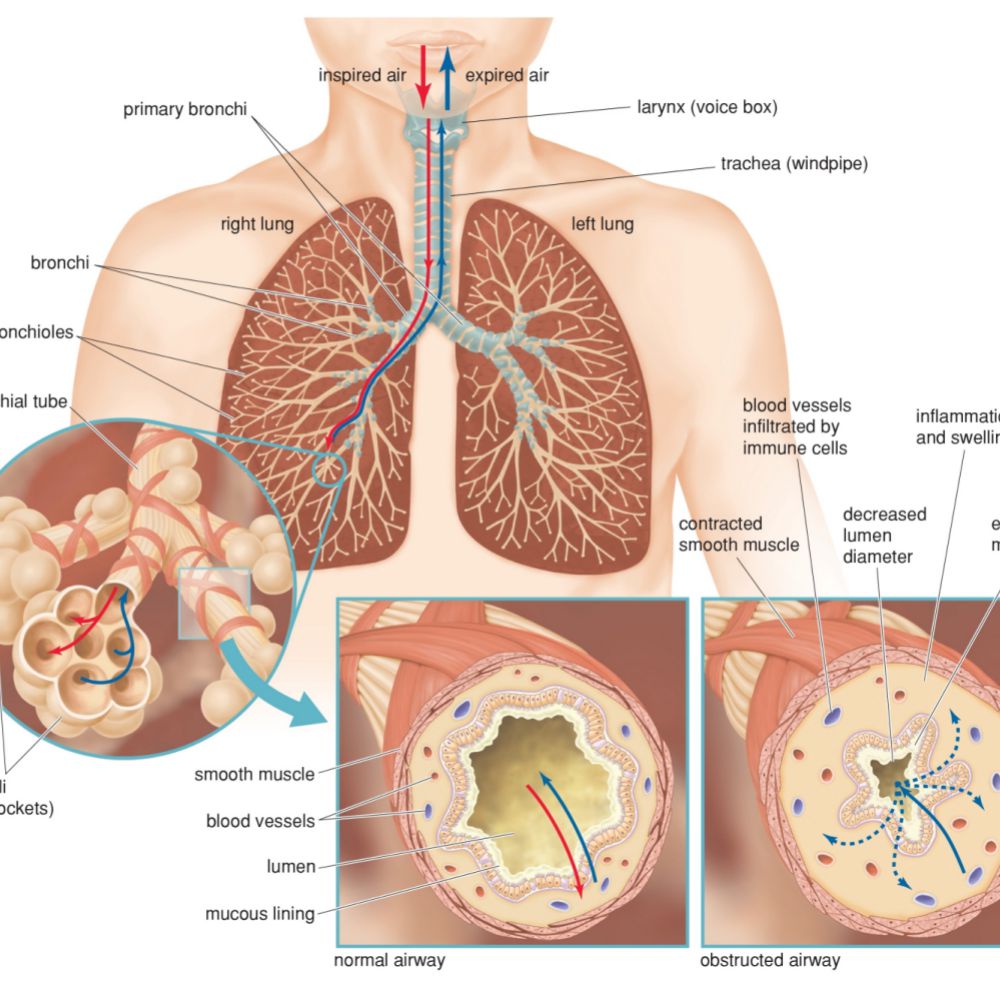 inspired air
expired air
primary bronchi
larynx (voice box)
trachea (windpipe)
right lung
left lung
bronchi
onchioles
hial tube
blood vessels
infiltrated by
immune cells
inflammati
and swellin
contracted
smooth muscle
decreased
lumen
diameter
e
m
smooth muscle
blood vessels
lumen
mucous lining
li
ockets)
normal airway
obstructed airway